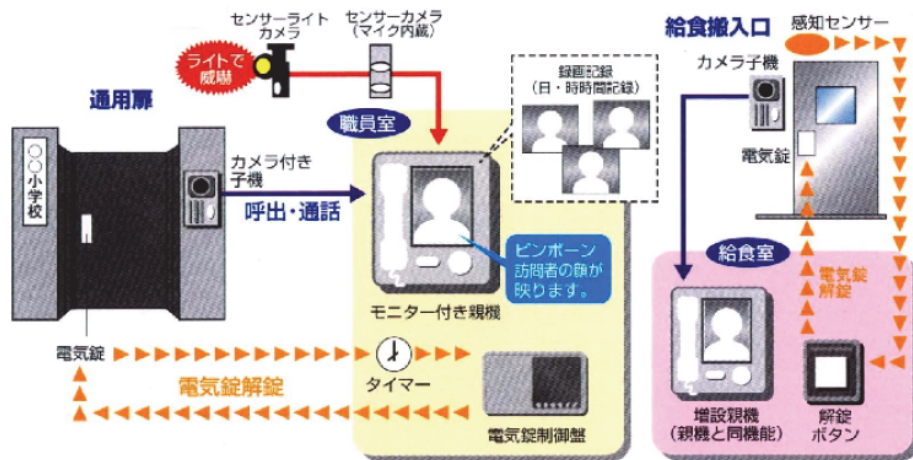 センサーライト
カメラ
センサーカメラ
(マイク内蔵)
ライトで
威嚇
通用扉
○○小学校
カメラ付き
子機
呼出・通話
職員室
録画記録
(日・時時間記録)
ピンポーン
訪問者の顔が
映ります。
モニター付き親機
電気錠
電気錠解錠
タイマー
電気錠制御盤
給食搬入口
感知センサー
カメラ子機
電気錠
給食室
電気錠
解錠
増設親機
(親機と同機能)
解錠
ボタン